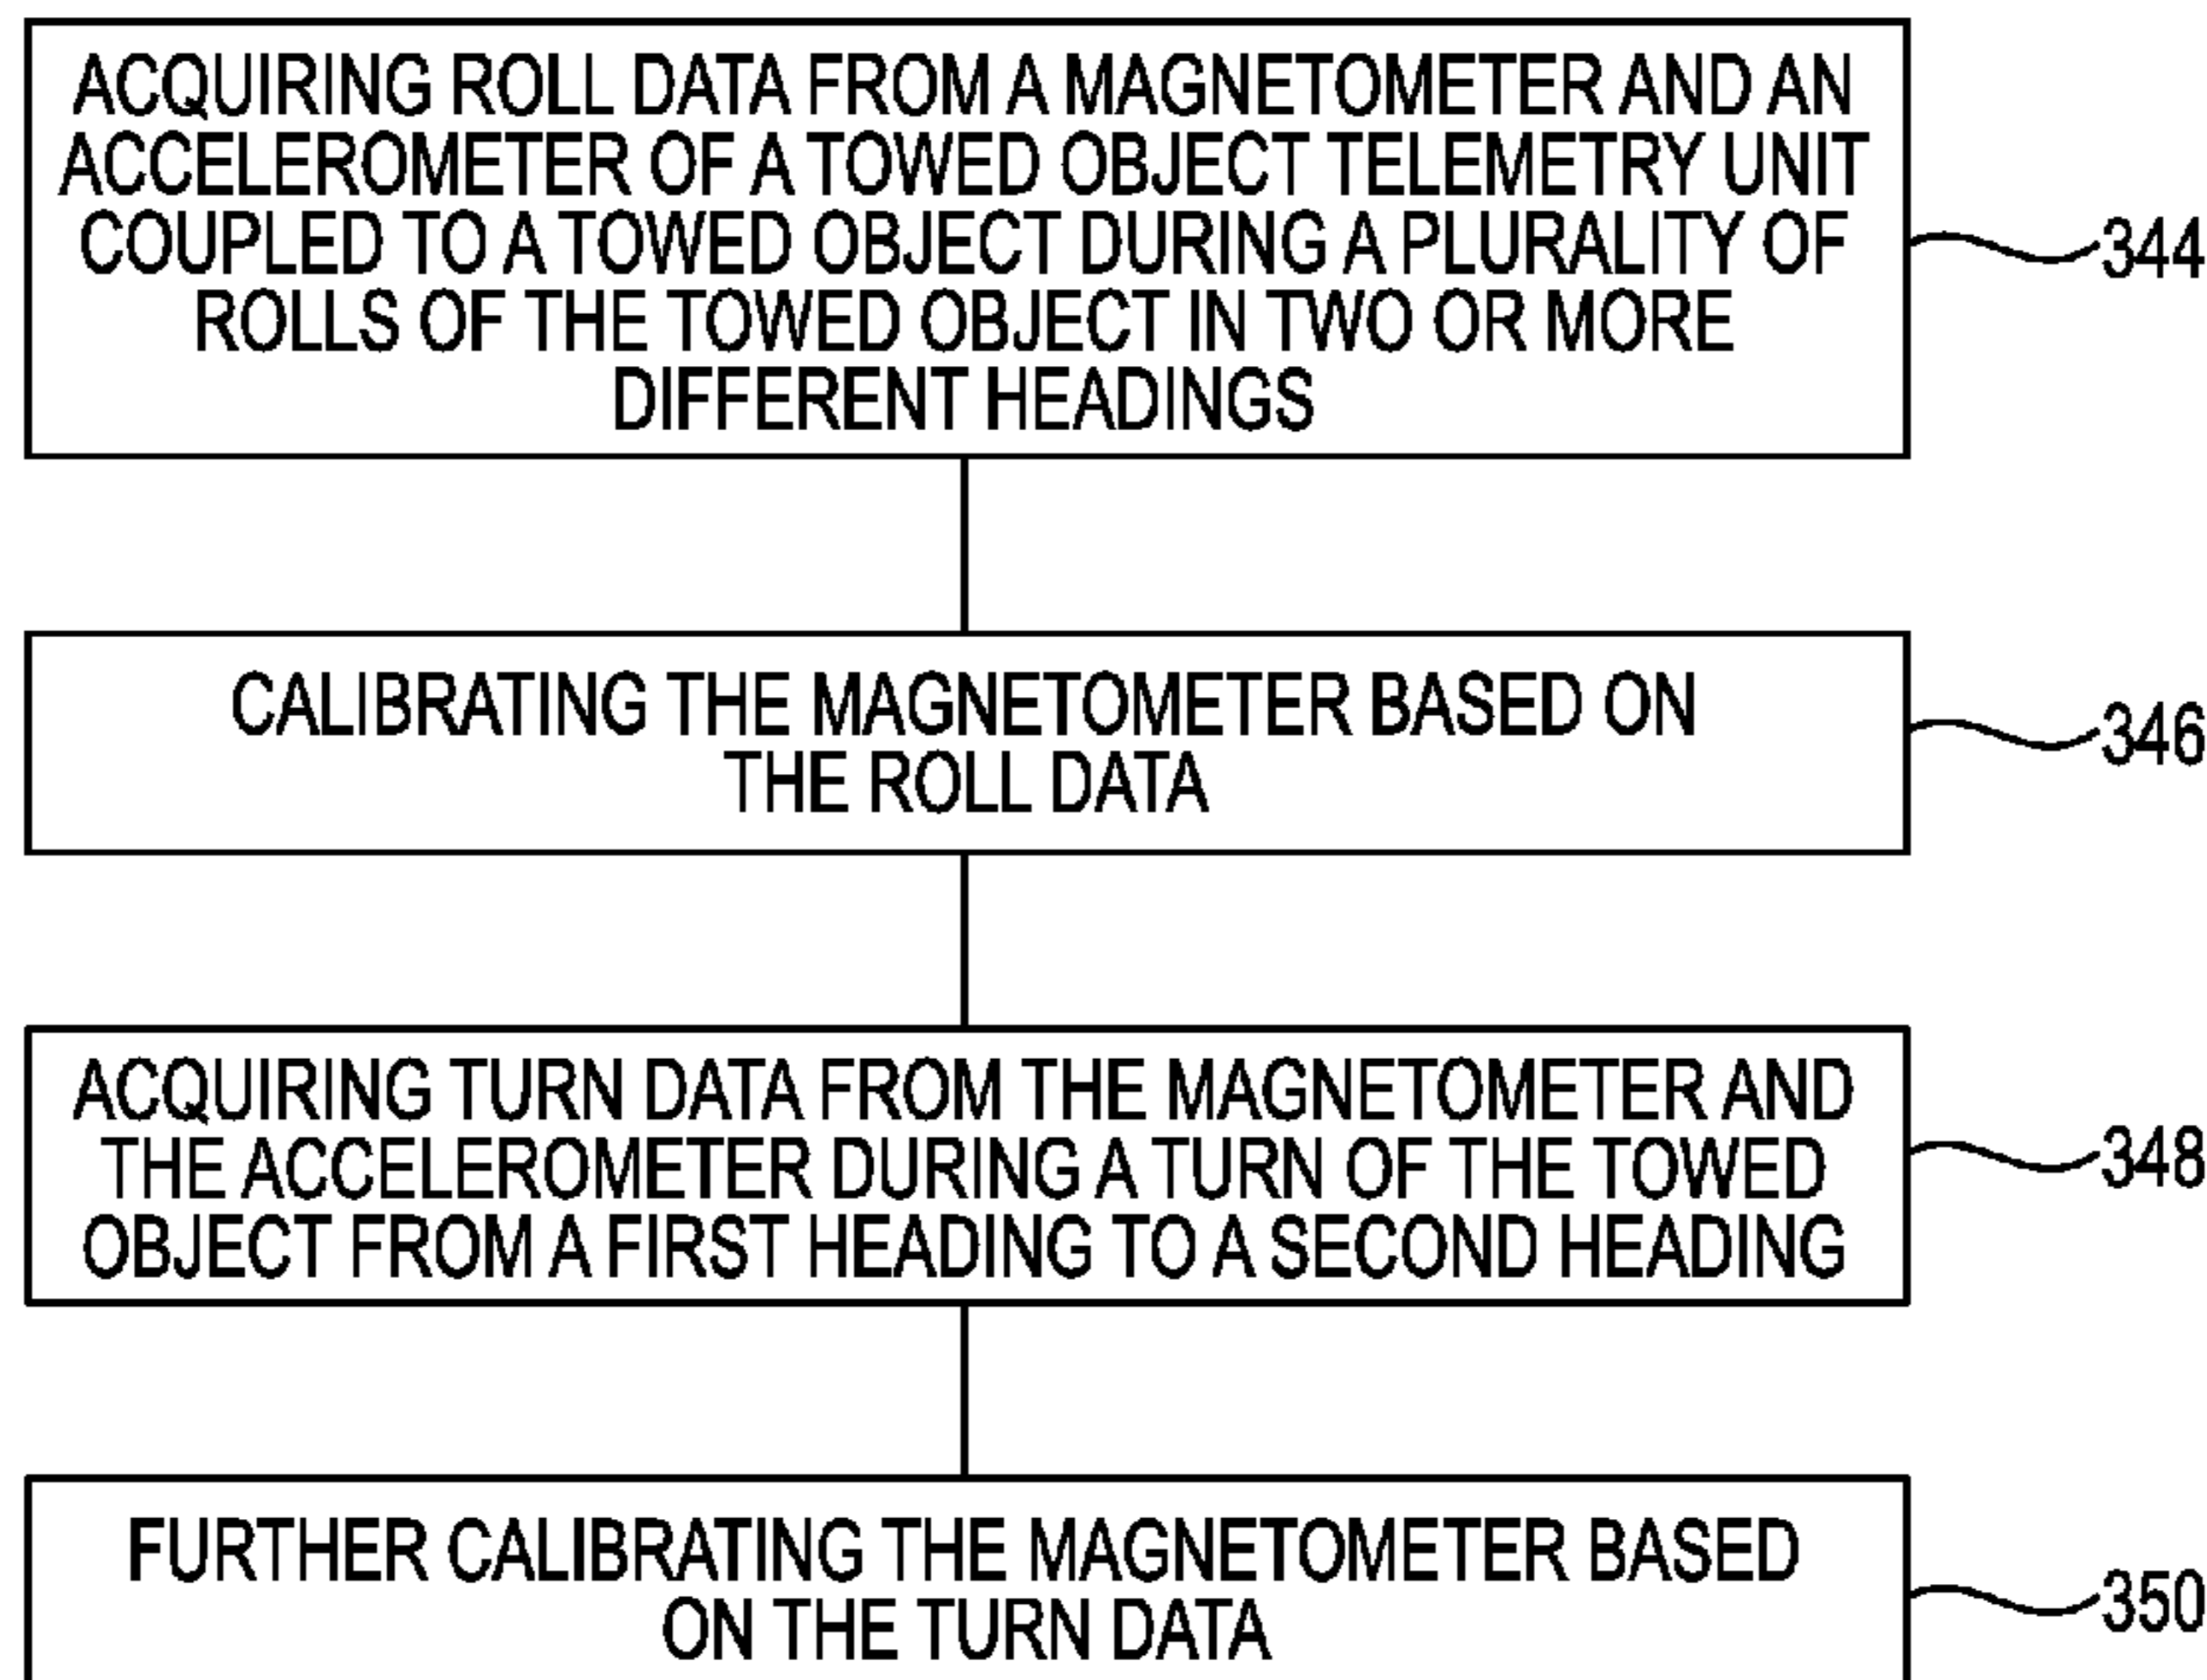 ACQUIRING ROLL DATA FROM A MAGNETOMETER AND AN
ACCELEROMETER OF A TOWED OBJECT TELEMETRY UNIT
COUPLED TO A TOWED OBJECT DURING A PLURALITY OF
ROLLS OF THE TOWED OBJECT IN TWO OR MORE
DIFFERENT HEADINGS
344
CALIBRATING THE MAGNETOMETER BASED ON
THE ROLL DATA
346
ACQUIRING TURN DATA FROM THE MAGNETOMETER AND
THE ACCELEROMETER DURING A TURN OF THE TOWED
OBJECT FROM A FIRST HEADING TO A SECOND HEADING
348
FURTHER CALIBRATING THE MAGNETOMETER BASED
ON THE TURN DATA
350